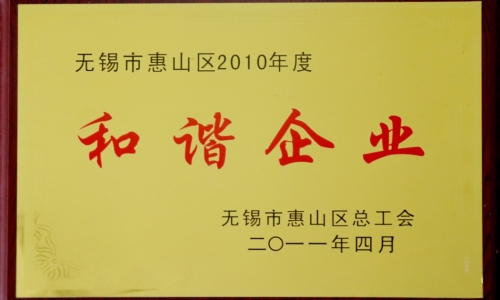 无锡市惠山区2010年度
和谐企业
无锡市惠山区总工会
二〇一一年四月